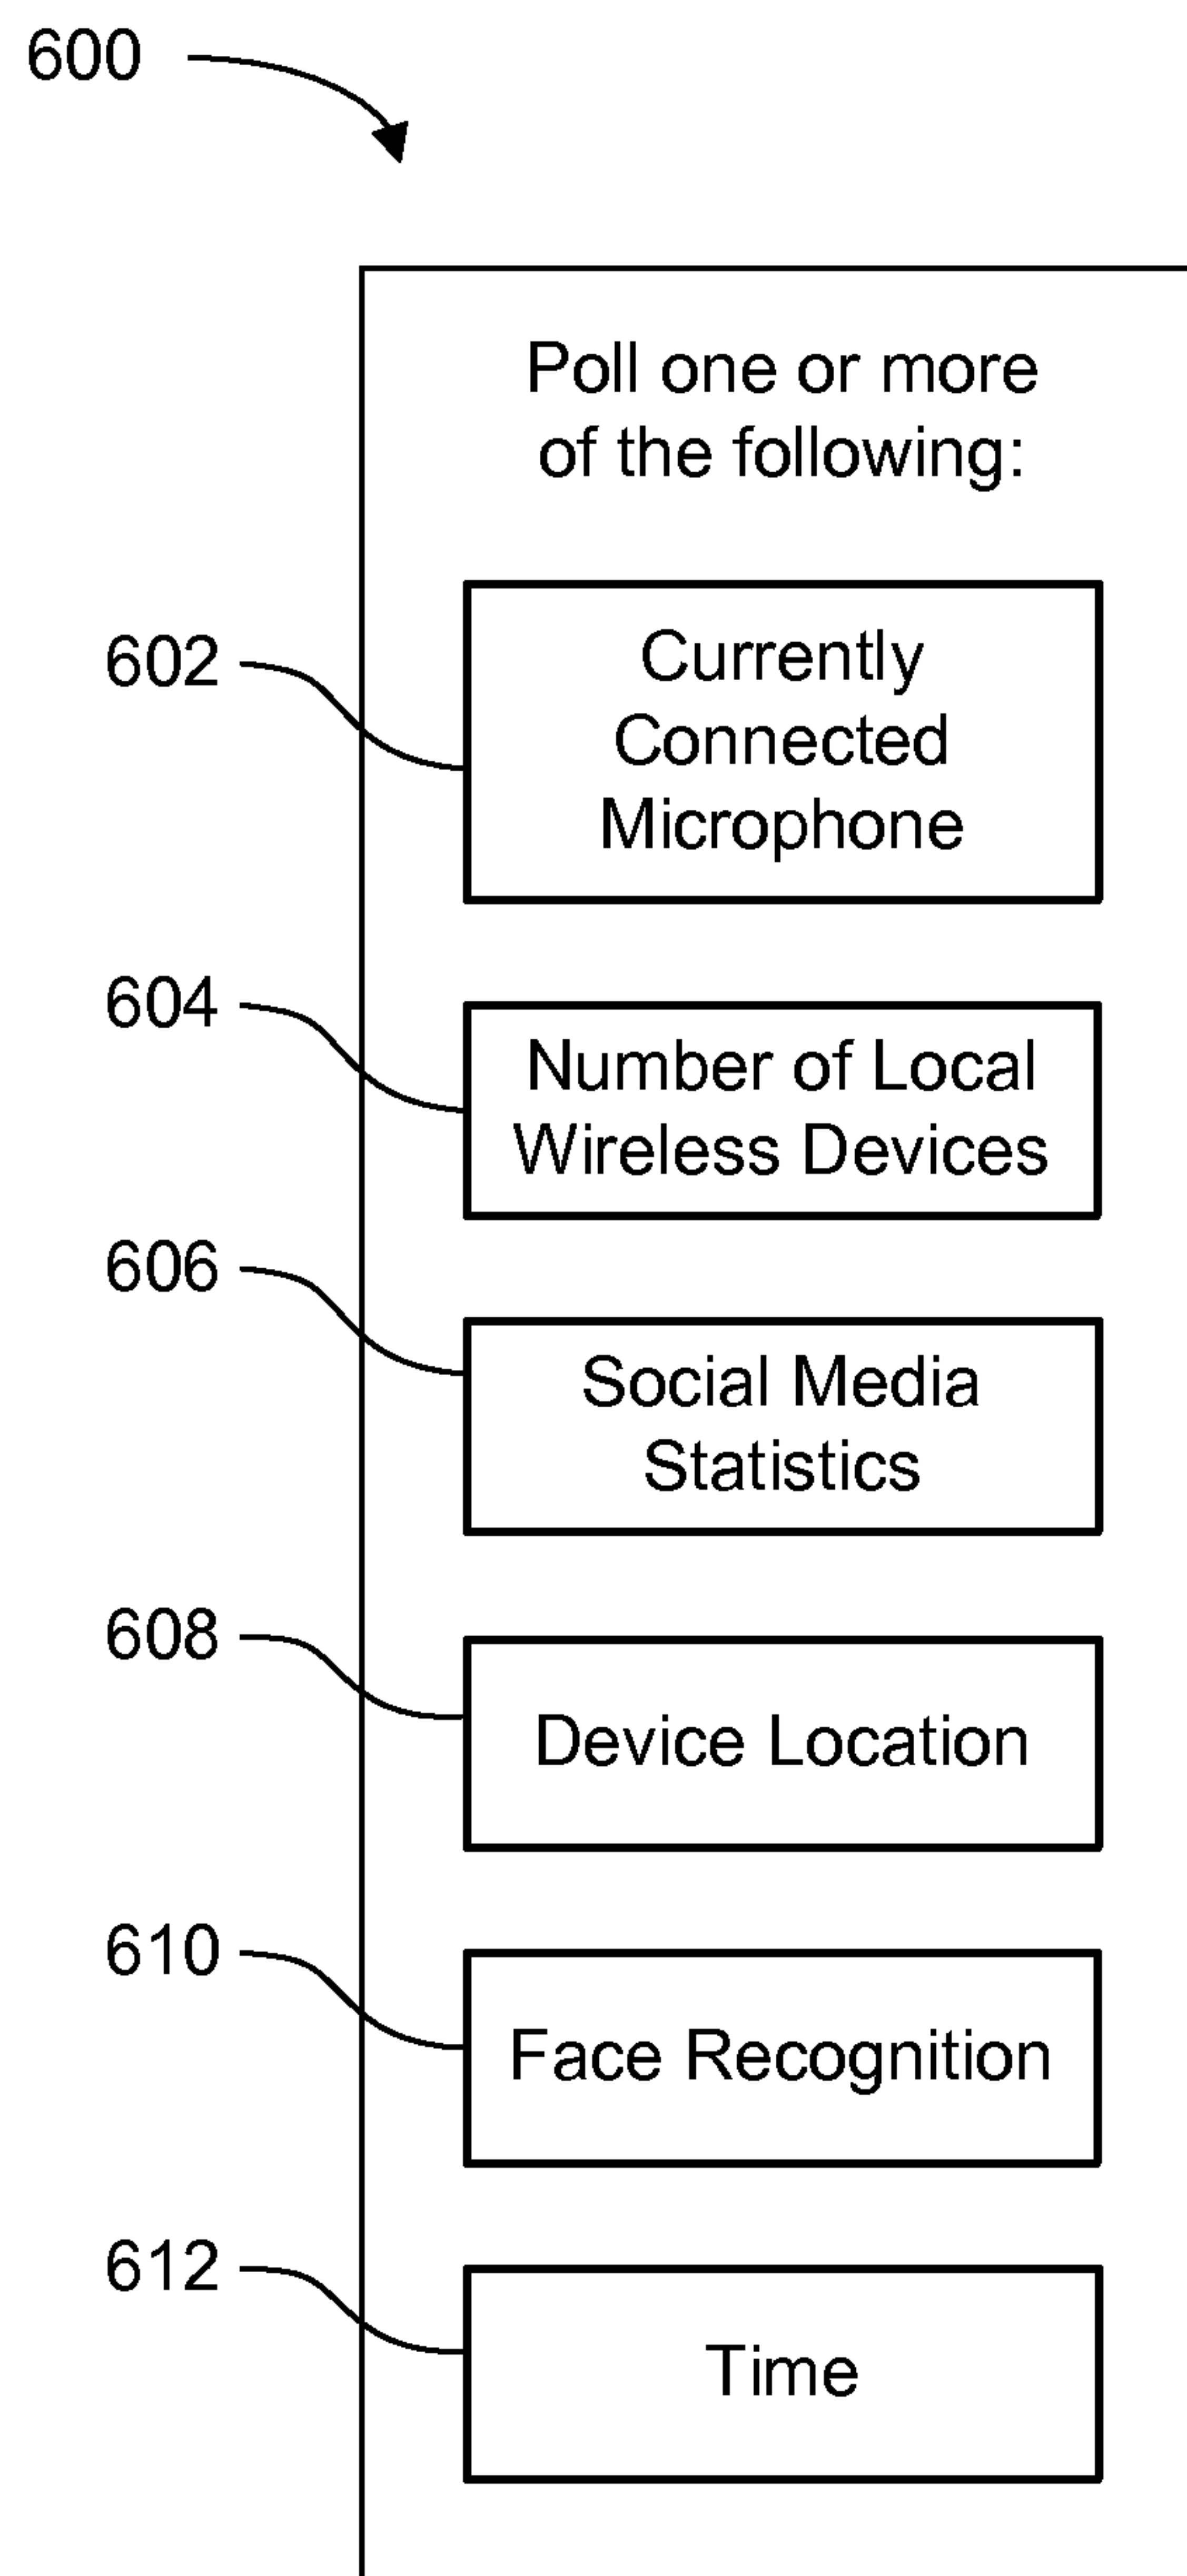 600
Poll one or more
of the following:
602
Currently
Connected
Microphone
604
Number of Local
Wireless Devices
606
Social Media
Statistics
608
Device Location
610
Face Recognition
612
Time